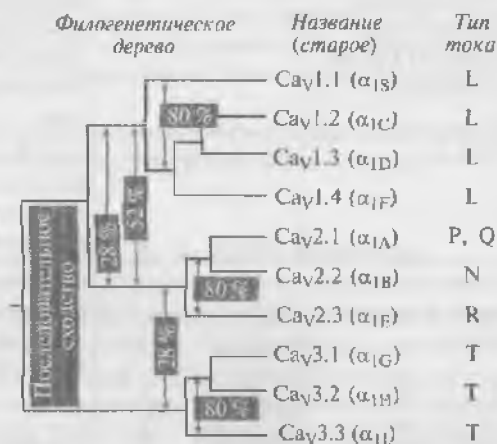 Филогенетическое Название Тип
дерево (старое) тока
CaV1.1 (α1S) L
80 % CaV1.2 (α1C) L
CaV1.3 (α1D) L
CaV1.4 (α1F) L
28 % 52 %
CaV2.1 (α1A) P, Q
CaV2.2 (α1B) N
80 %
CaV2.3 (α1E) R
Последовательное
сходство
28 %
CaV3.1 (α1G) T
CaV3.2 (α1H) T
80 %
CaV3.3 (α1I) T